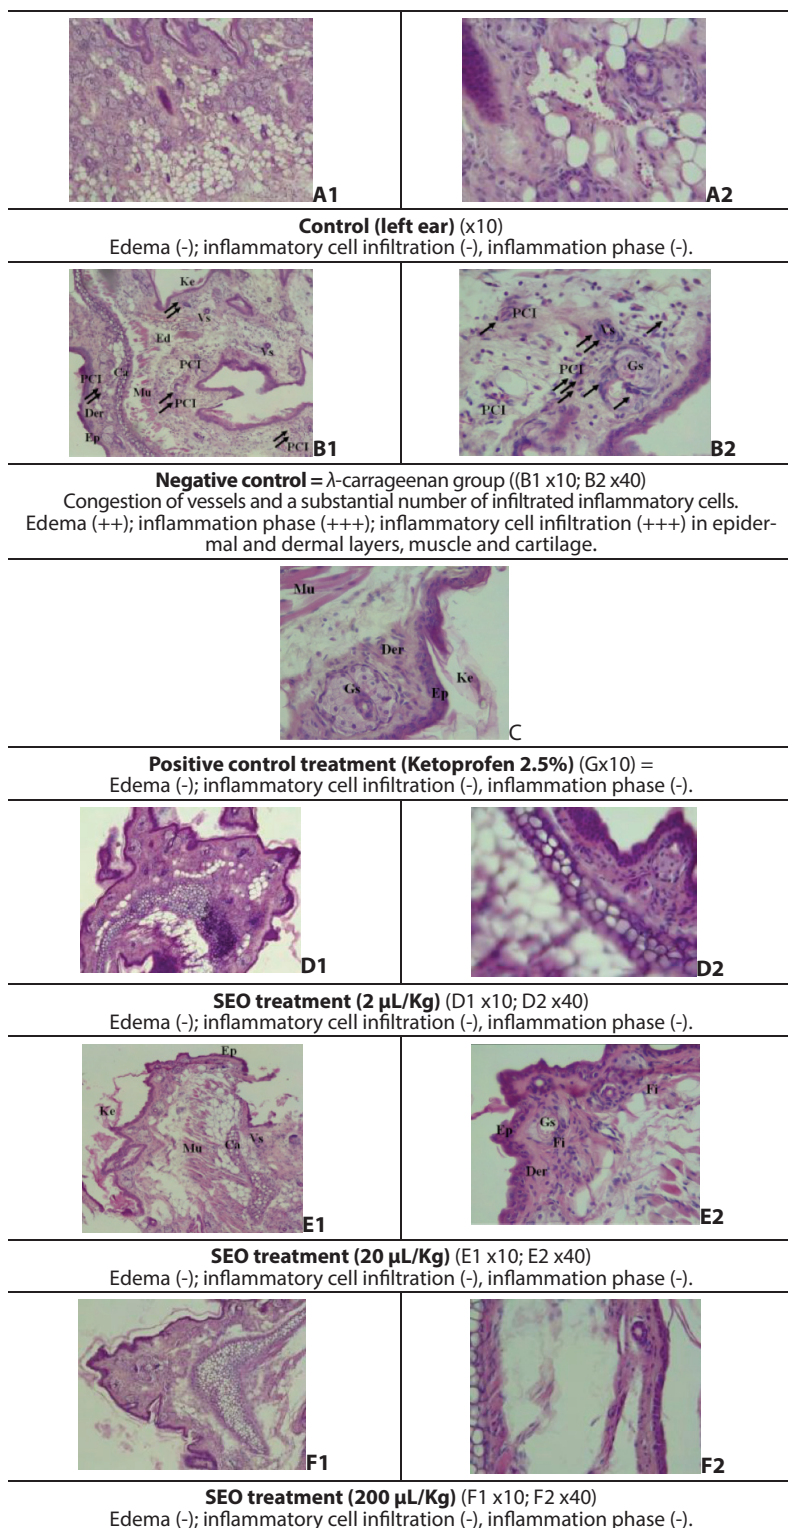 A1
A2
Control (left ear) (x10)
Edema (-); inflammatory cell infiltration (-), inflammation phase (-).
Ke
Vs
Ed
PCI
Vs
PCI
Ca
Mu
PCI
Der
Ep
PCI
B1
PCI
Vs
PCI
Gs
PCI
B2
Negative control = λ-carrageenan group ((B1 x10; B2 x40)
Congestion of vessels and a substantial number of infiltrated inflammatory cells.
Edema (++); inflammation phase (+++); inflammatory cell infiltration (+++) in epider-
mal and dermal layers, muscle and cartilage.
Mu
Der
Ke
Gs
Ep
C
Positive control treatment (Ketoprofen 2.5%) (Gx10) =
Edema (-); inflammatory cell infiltration (-), inflammation phase (-).
D1
D2
SEO treatment (2 µL/Kg) (D1 x10; D2 x40)
Edema (-); inflammatory cell infiltration (-), inflammation phase (-).
Ep
Ke
Mu
Ca
Vs
E1
Fi
Gs
Ep
Fi
Der
E2
SEO treatment (20 µL/Kg) (E1 x10; E2 x40)
Edema (-); inflammatory cell infiltration (-), inflammation phase (-).
F1
F2
SEO treatment (200 µL/Kg) (F1 x10; F2 x40)
Edema (-); inflammatory cell infiltration (-), inflammation phase (-).